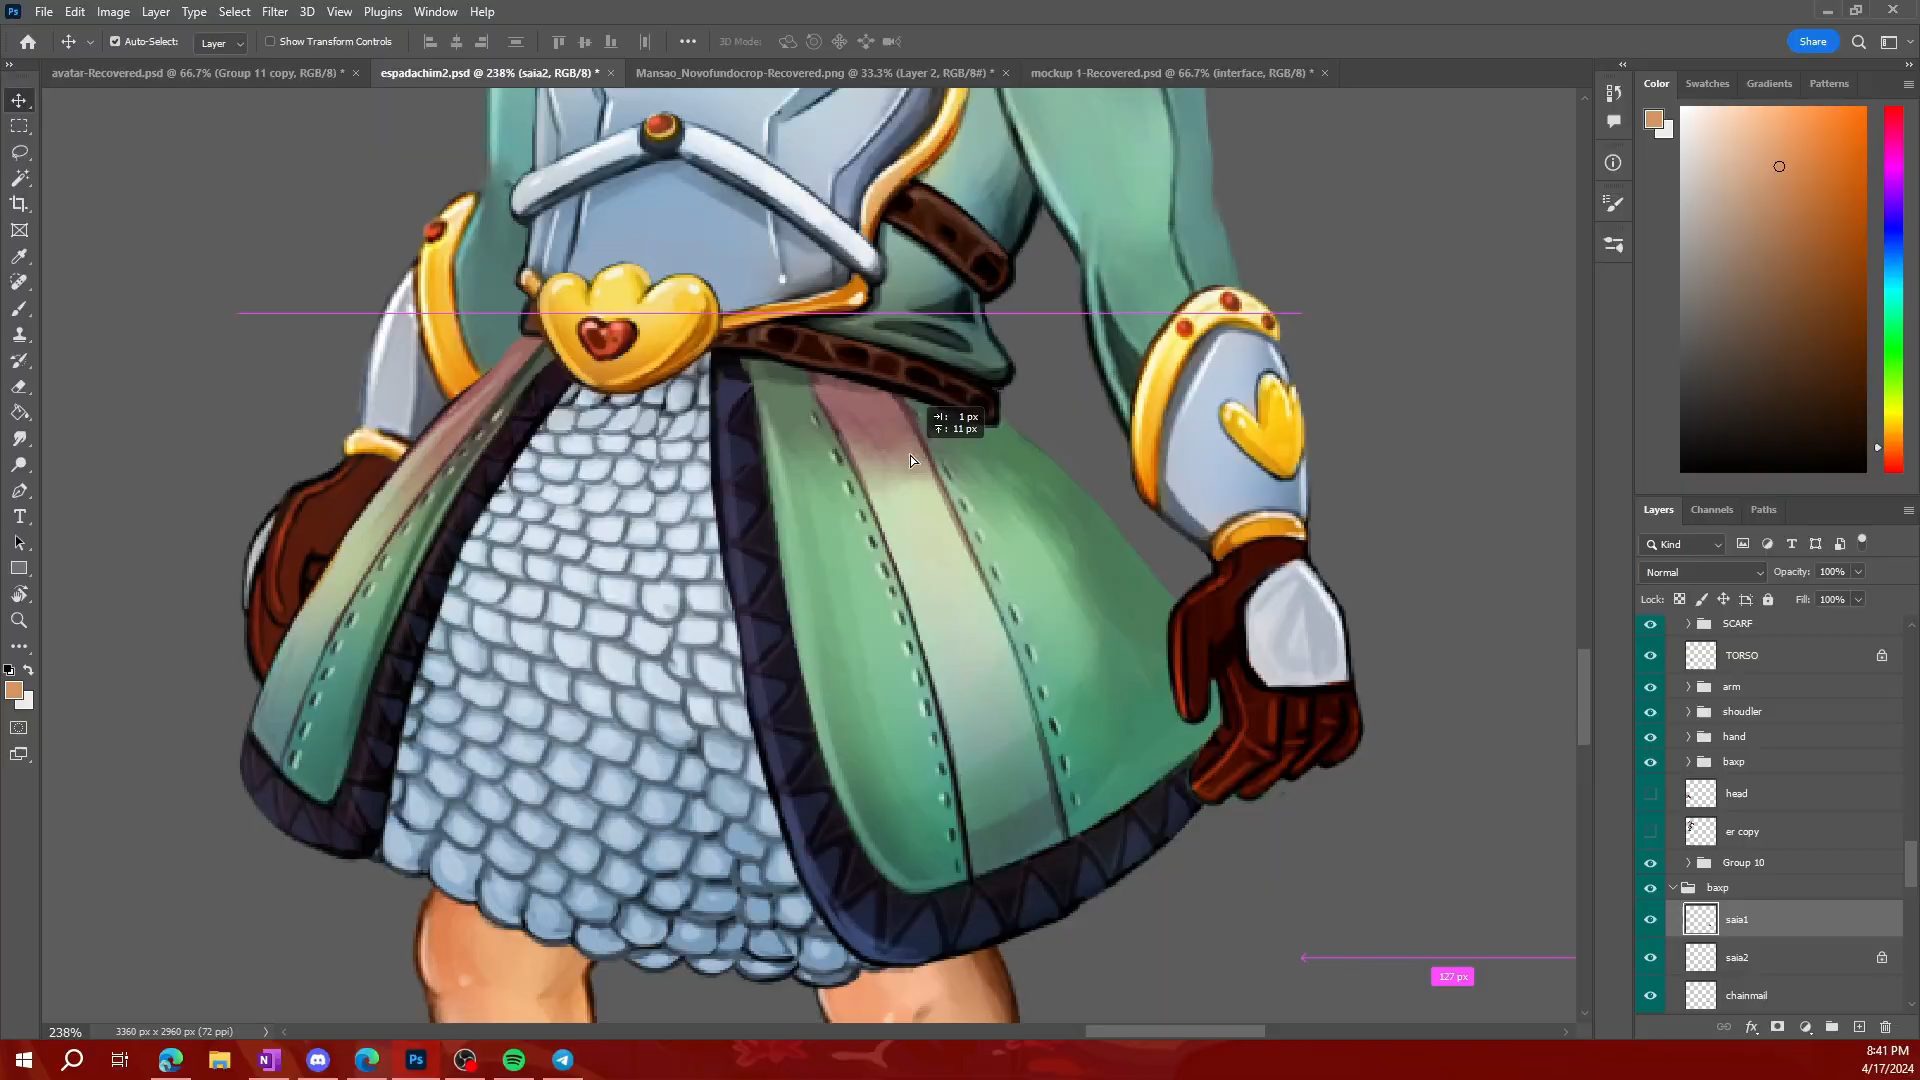 Ps File Edit Image Layer Type Select Filter 3D View Plugins Window Help
Auto-Select: Layer Show Transform Controls 3D Mode: Share
avatar-Recovered.psd @ 66.7% (Group 11 copy, RGB/8) * espadachim2.psd @ 238% (saia2, RGB/8) * Mansao_Novofundocrop-Recovered.png @ 33.3% (Layer 2, RGB/8#) * mockup 1-Recovered.psd @ 66.7% (interface, RGB/8) *
Color Swatches Gradients Patterns
1 px
11 px
Layers Channels Paths
Kind
Normal Opacity: 100%
Lock: Fill: 100%
SCARF
TORSO
arm
shoudler
hand
baxp
head
er copy
Group 10
baxp
saia1
saia2
chainmail
127 px
238% 3360 px x 2960 px (72 ppi)
8:41 PM
4/17/2024